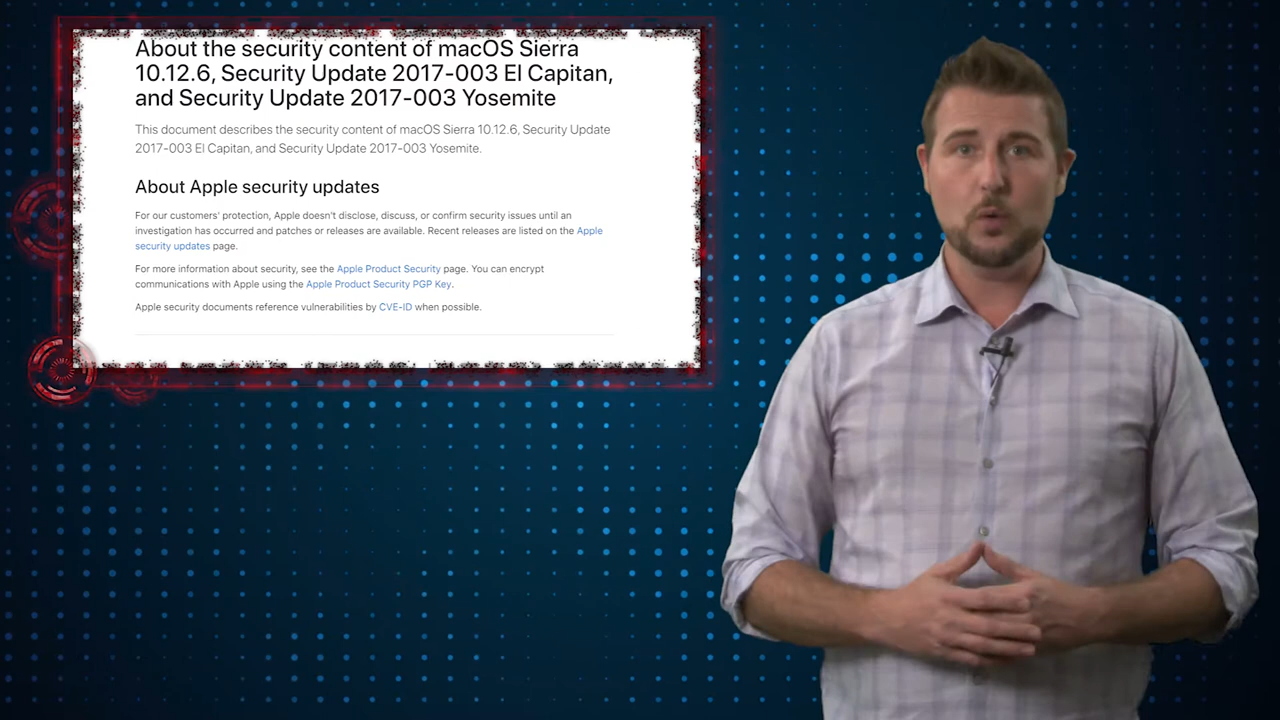 About the security content of macOS Sierra
10.12.6, Security Update 2017-003 El Capitan,
and Security Update 2017-003 Yosemite
This document describes the security content of macOS Sierra 10.12.6, Security Update
2017-003 El Capitan, and Security Update 2017-003 Yosemite.
About Apple security updates
For our customers' protection, Apple doesn't disclose, discuss, or confirm security issues until an
investigation has occurred and patches or releases are available. Recent releases are listed on the Apple
security updates page.
For more information about security, see the Apple Product Security page. You can encrypt
communications with Apple using the Apple Product Security PGP Key.
Apple security documents reference vulnerabilities by CVE-ID when possible.